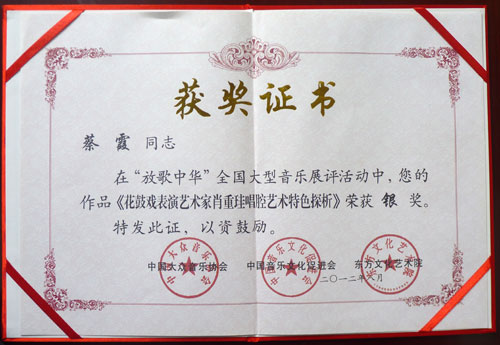 获奖证书
蔡霞 同志
在“放歌中华”全国大型音乐展评活动中，您的
作品《花鼓戏表演艺术家肖重珪唱腔艺术特色探析》荣获 银 奖。
特发此证，以资鼓励。
中国大众音乐协会 中国音乐文化促进会 东方文化艺术院
二〇一二年 月